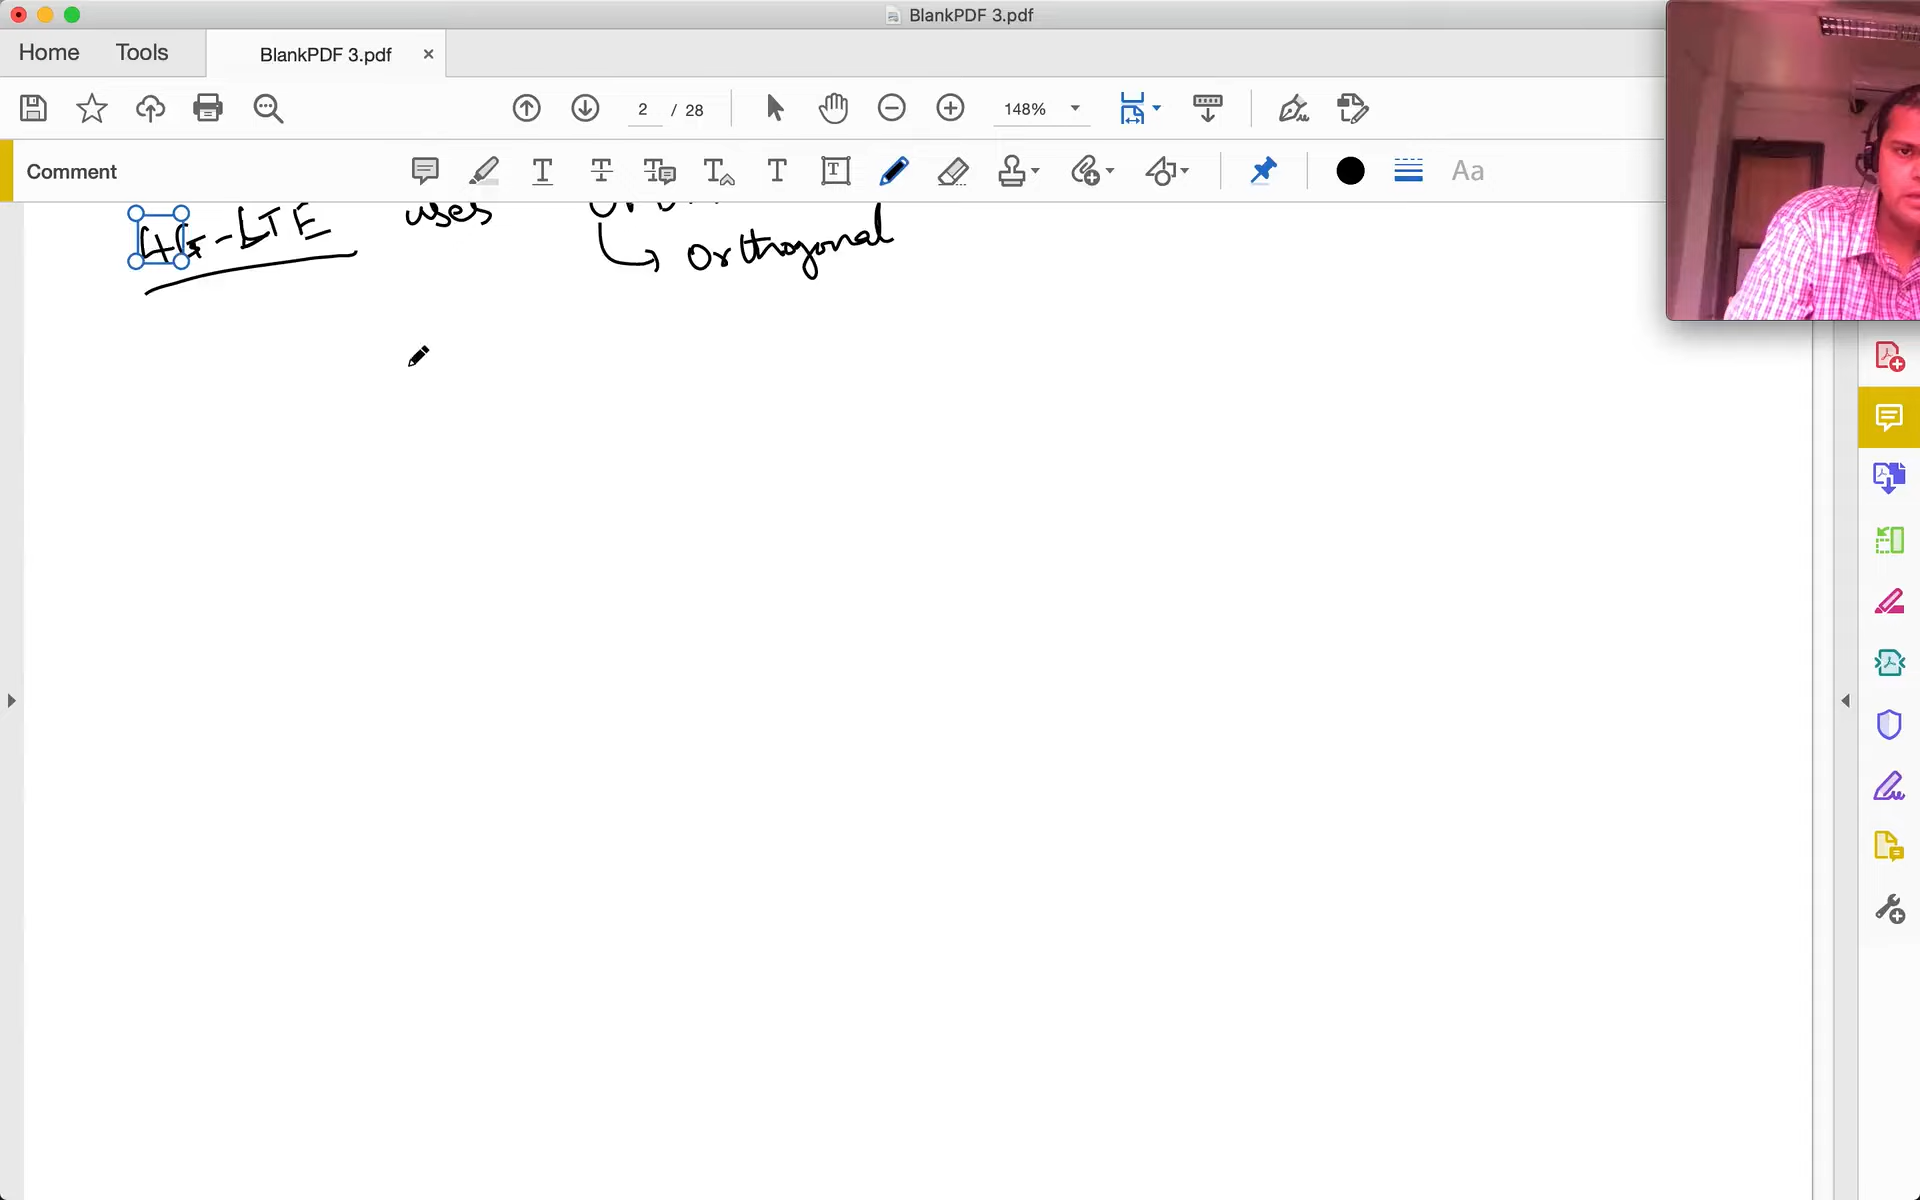 BlankPDF 3.pdf
Home Tools BlankPDF 3.pdf
2 / 28 148%
Comment Aa
4G-LTE uses
Orthogonal